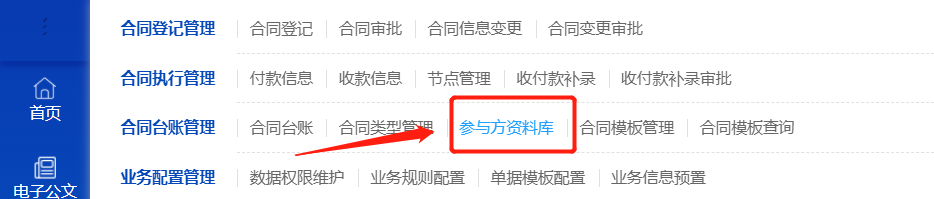 首页
电子公文
合同登记管理 合同登记 合同审批 合同信息变更 合同变更审批
合同执行管理 付款信息 收款信息 节点管理 收付款补录 收付款补录审批
合同台账管理 合同台账 合同类型管理 参与方资料库 合同模板管理 合同模板查询
业务配置管理 数据权限维护 业务规则配置 单据模板配置 业务信息预置